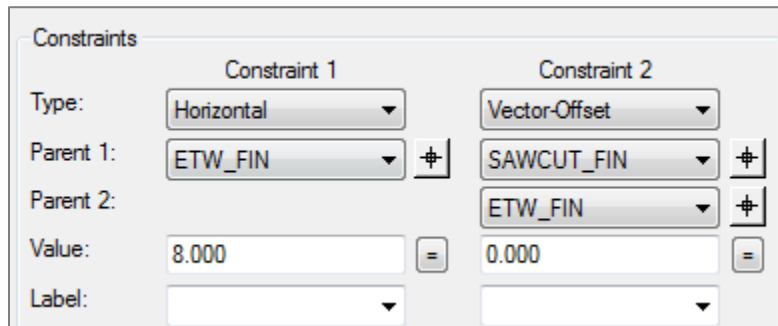 Constraints
Constraint 1 Constraint 2
Type: Horizontal Vector-Offset
Parent 1: ETW_FIN SAWCUT_FIN
Parent 2: ETW_FIN
Value: 8.000 = 0.000 =
Label: